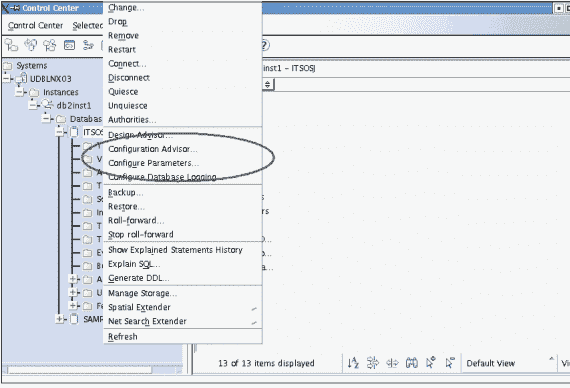 Control Center
Control Center Selected
Systems
UDBLNX03
Instances
db2inst1
Databas
ITSOS
SAMP
Change...
Drop
Remove
Restart
Connect...
Disconnect
Quiesce
Unquiesce
Authorities...
Design Advisor...
Configuration Advisor...
Configure Parameters...
Configure Database Logging...
Backup...
Restore...
Roll-forward...
Stop roll-forward
Show Explained Statements History
Explain SQL...
Generate DDL...
Manage Storage...
Spatial Extender
Net Search Extender
Refresh
inst1 - ITSOSJ
13 of 13 items displayed
Default View
Vi